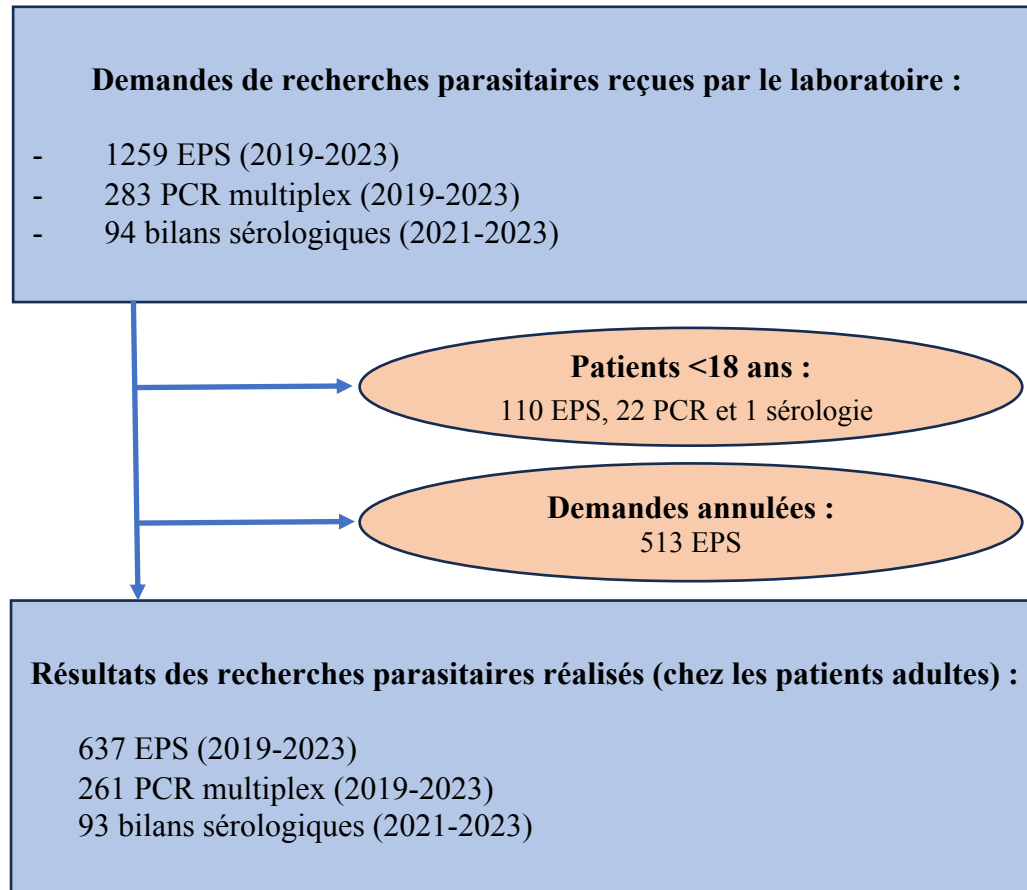 Demandes de recherches parasitaires reçues par le laboratoire :
- 1259 EPS (2019-2023)
- 283 PCR multiplex (2019-2023)
- 94 bilans sérologiques (2021-2023)
Patients <18 ans :
110 EPS, 22 PCR et 1 sérologie
Demandes annulées :
513 EPS
Résultats des recherches parasitaires réalisés (chez les patients adultes) :
637 EPS (2019-2023)
261 PCR multiplex (2019-2023)
93 bilans sérologiques (2021-2023)